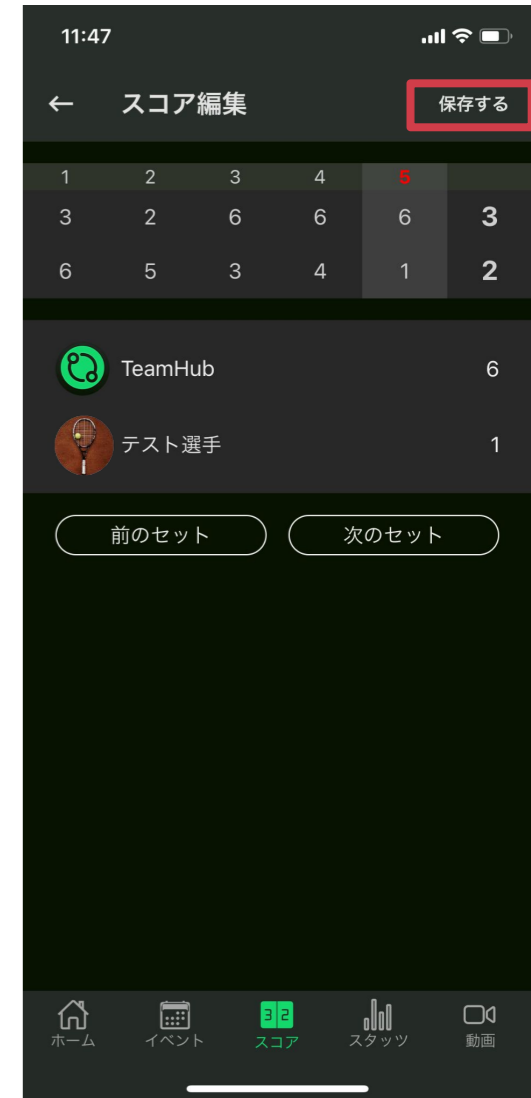 11:47
← スコア編集 保存する
1 2 3 4 5
3 2 6 6 6 3
6 5 3 4 1 2
TeamHub 6
テスト選手 1
前のセット 次のセット
3 2
ホーム イベント スコア スタッツ 動画